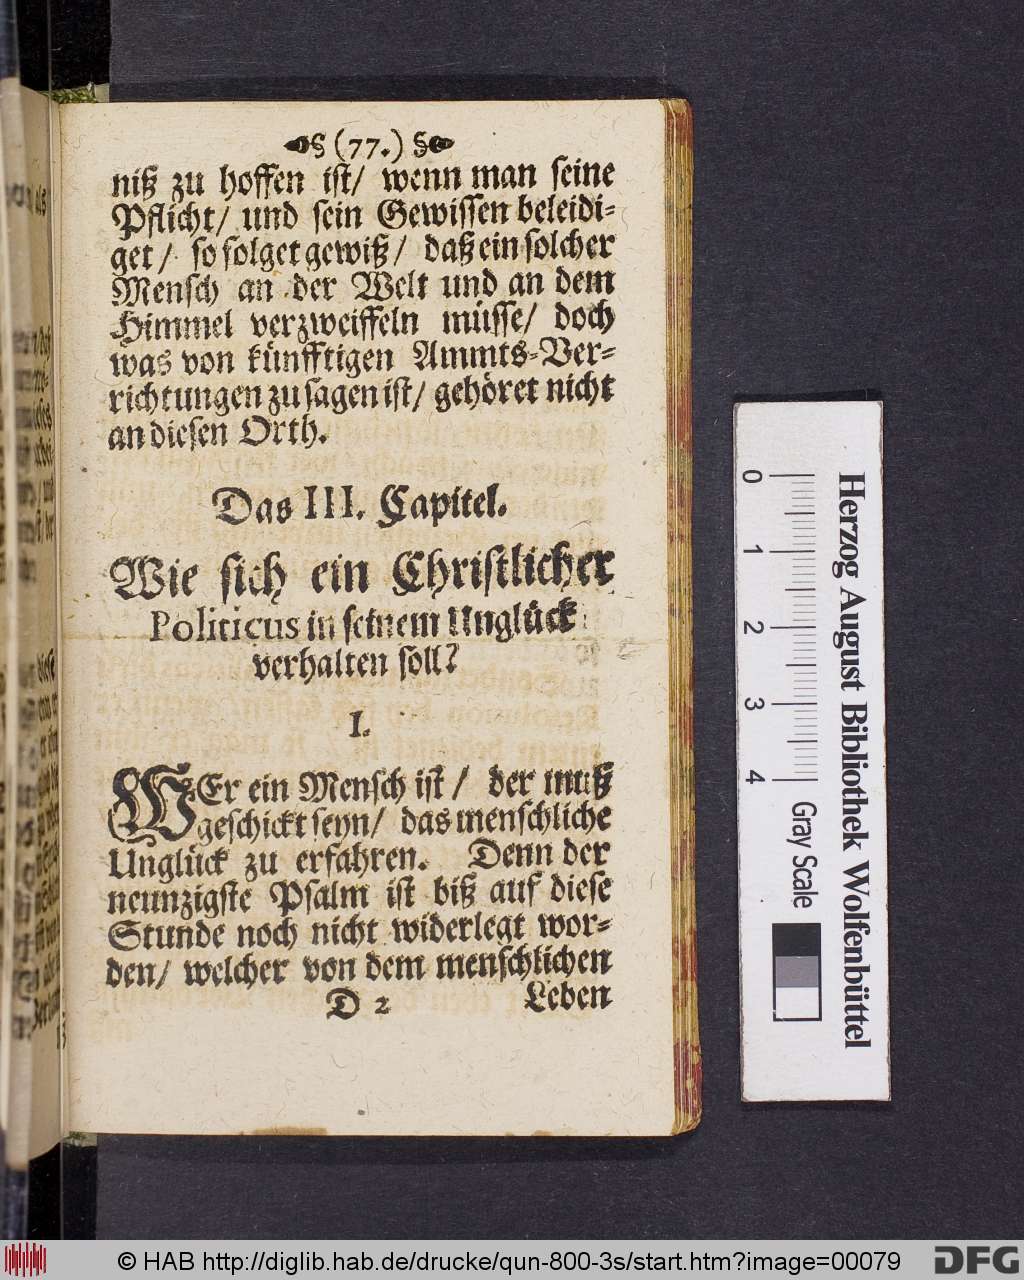 § (77.) §
niß zu hoffen ist/ wenn man seine
Pflicht/ und sein Gewissen beleidi-
get/ so folget gewiß/ daß ein solcher
Mensch an der Welt und an dem
Himmel verzweiffeln müsse/ doch
was von künfftigen Ammts-Ver-
richtungen zu sagen ist/ gehöret nicht
an diesen Orth.
Das III. Capitel.
Wie sich ein Christlicher
Politicus in seinem Unglück
verhalten soll?
I.
WEr ein Mensch ist/ der muß
geschickt seyn/ das menschliche
Unglück zu erfahren. Denn der
neunzigste Psalm ist biß auf diese
Stunde noch nicht widerlegt wor-
den/ welcher von dem menschlichen
D 2 Leben
0 1 2 3 4
Herzog August Bibliothek Wolfenbüttel
Gray Scale
© HAB http://diglib.hab.de/drucke/qun-800-3s/start.htm?image=00079
DFG